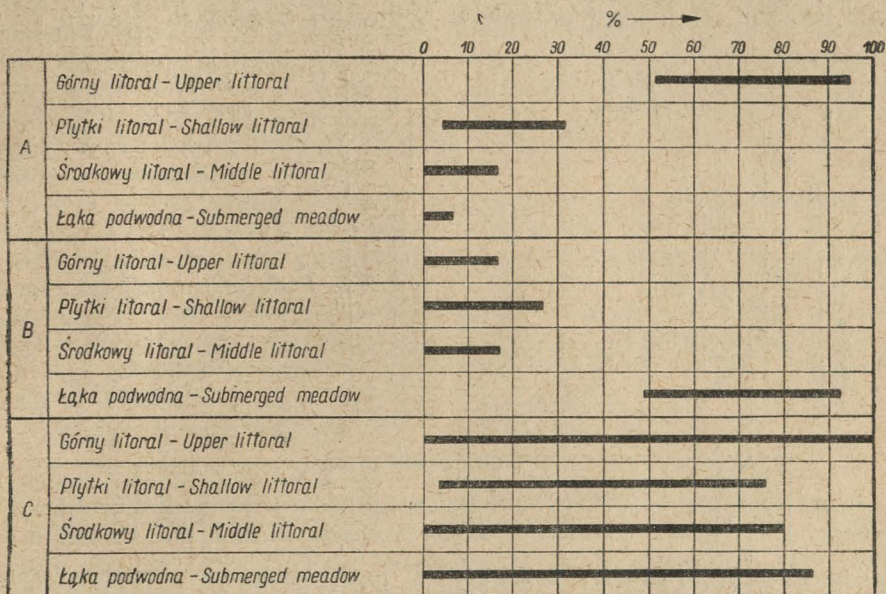 %
0 10 20 30 40 50 60 70 80 90 100
A
Górny litoral - Upper littoral
Płytki litoral - Shallow littoral
Środkowy litoral - Middle littoral
Łąka podwodna - Submerged meadow
B
Górny litoral - Upper littoral
Płytki litoral - Shallow littoral
Środkowy litoral - Middle littoral
Łąka podwodna - Submerged meadow
C
Górny litoral - Upper littoral
Płytki litoral - Shallow littoral
Środkowy litoral - Middle littoral
Łąka podwodna - Submerged meadow